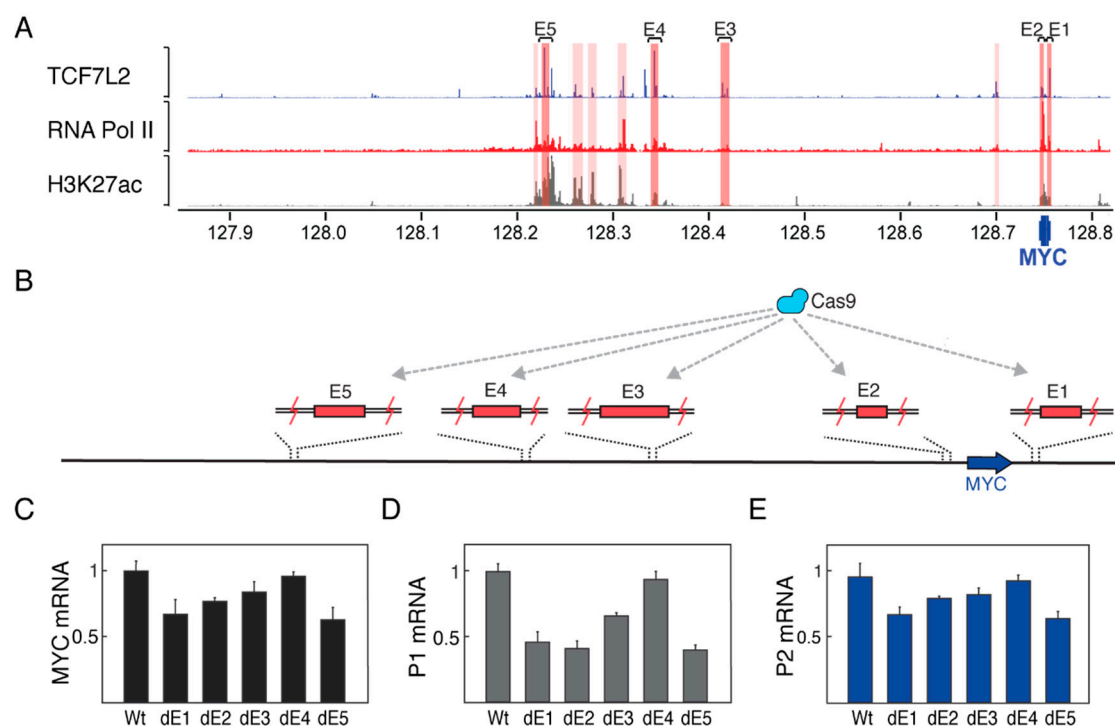 A
E5 E4 E3 E2 E1
TCF7L2
RNA Pol II
H3K27ac
127.9 128.0 128.1 128.2 128.3 128.4 128.5 128.6 128.7 128.8
MYC
B
Cas9
E5 E4 E3 E2 E1
MYC
C
MYC mRNA
1
0.5
Wt dE1 dE2 dE3 dE4 dE5
D
P1 mRNA
1
0.5
Wt dE1 dE2 dE3 dE4 dE5
E
P2 mRNA
1
0.5
Wt dE1 dE2 dE3 dE4 dE5